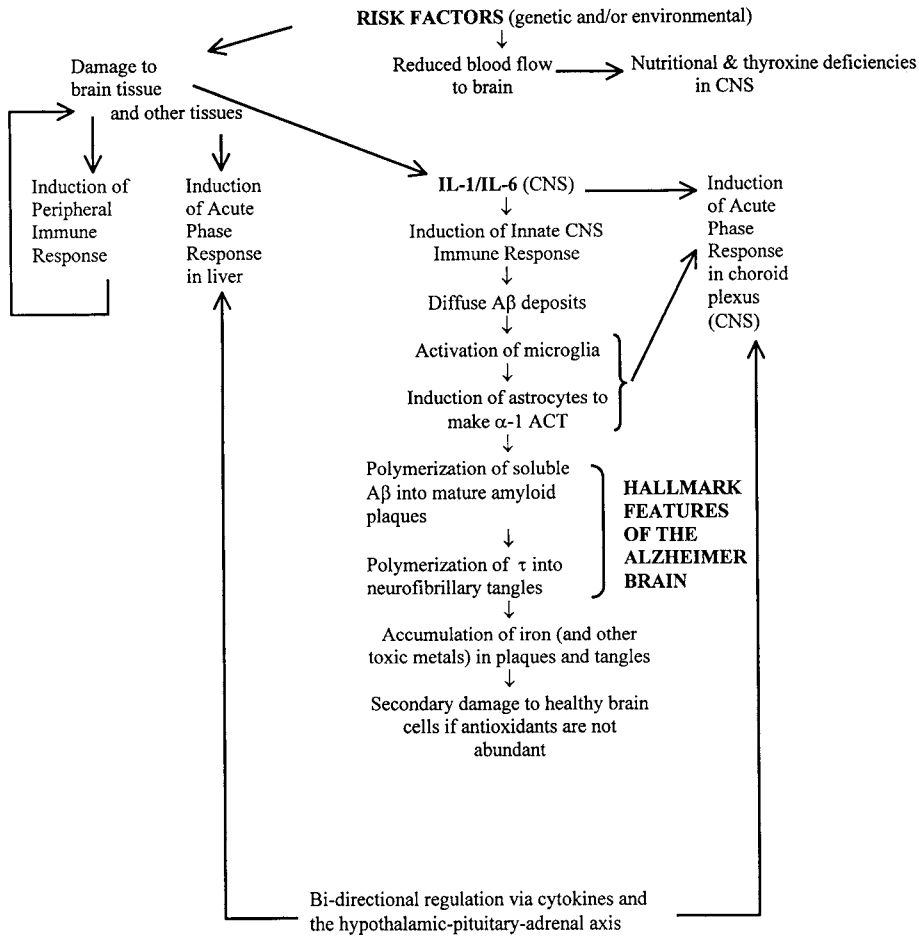 RISK FACTORS (genetic and/or environmental)
Reduced blood flow
to brain
Nutritional & thyroxine deficiencies
in CNS
Damage to
brain tissue
and other tissues
Induction of
Peripheral
Immune
Response
Induction
of Acute
Phase
Response
in liver
IL-1/IL-6 (CNS)
Induction of Innate CNS
Immune Response
Diffuse Aβ deposits
Activation of microglia
Induction of astrocytes to
make α-1 ACT
Induction
of Acute
Phase
Response
in choroid
plexus
(CNS)
Polymerization of soluble
Aβ into mature amyloid
plaques
Polymerization of τ into
neurofibrillary tangles
HALLMARK
FEATURES
OF THE
ALZHEIMER
BRAIN
Accumulation of iron (and other
toxic metals) in plaques and tangles
Secondary damage to healthy brain
cells if antioxidants are not
abundant
Bi-directional regulation via cytokines and
the hypothalamic-pituitary-adrenal axis